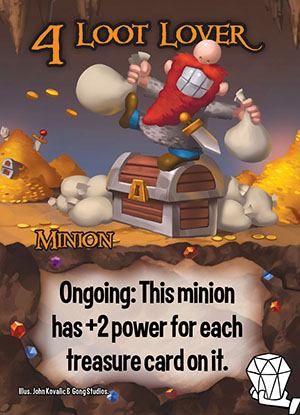 4 Loot Lover
Minion
Ongoing: This minion
has +2 power for each
treasure card on it.
Illus. John Kovalic & Gong Studios.